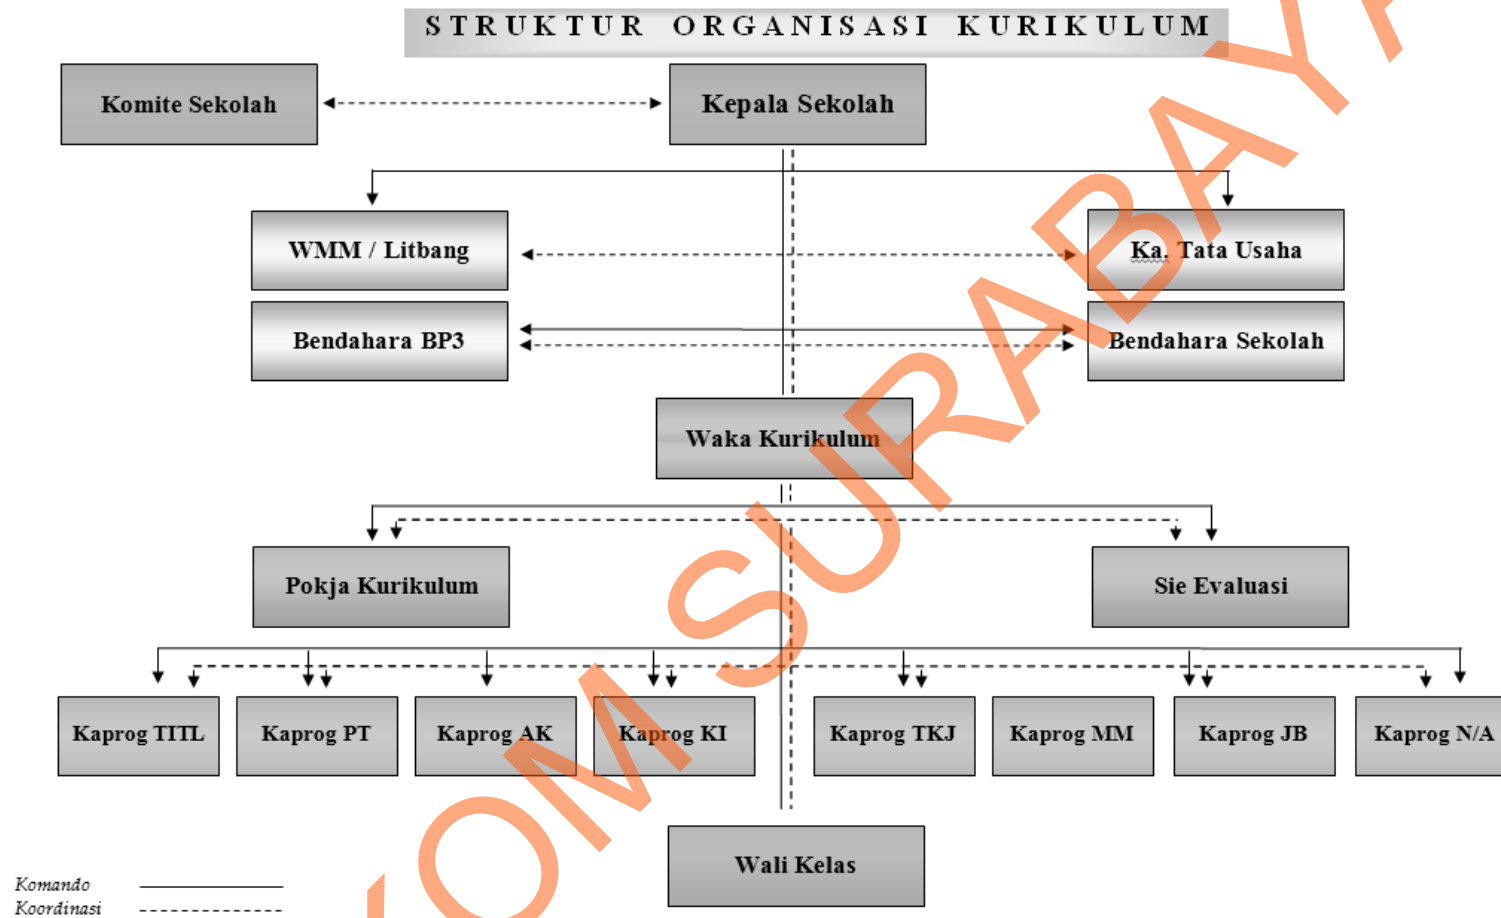 STRUKTUR ORGANISASI KURIKULUM
Komite Sekolah
Kepala Sekolah
WMM / Litbang
Ka. Tata Usaha
Bendahara BP3
Bendahara Sekolah
Waka Kurikulum
Pokja Kurikulum
Sie Evaluasi
Kaprog TITL
Kaprog PT
Kaprog AK
Kaprog KI
Kaprog TKJ
Kaprog MM
Kaprog JB
Kaprog N/A
Wali Kelas
Komando
Koordinasi
KOM SURABAYA